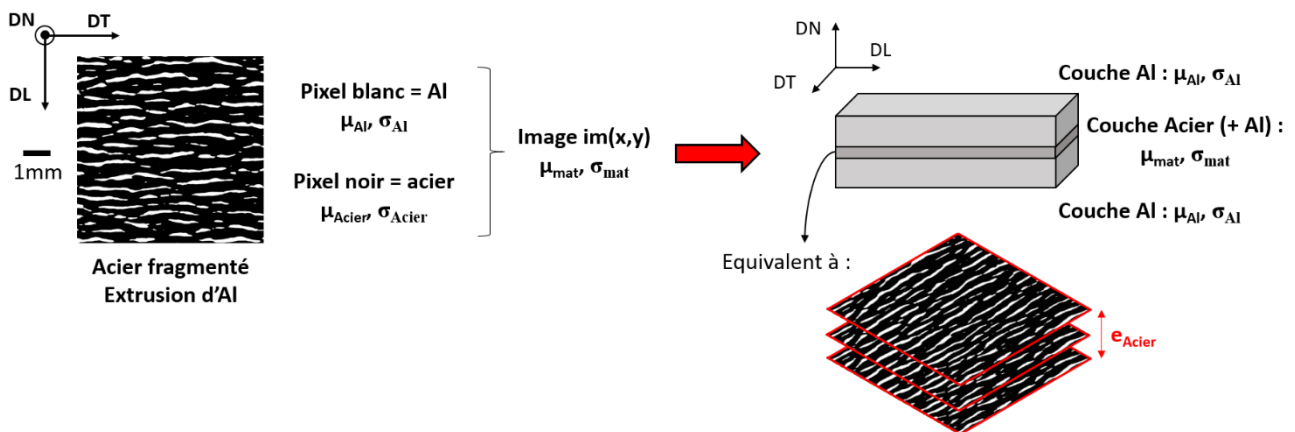 DN
DT
DL
1mm
Acier fragmenté
Extrusion d'Al
Pixel blanc = Al
μAl, σAl
Pixel noir = acier
μAcier, σAcier
Image im(x,y)
μmat, σmat
DN
DL
DT
Couche Al : μAl, σAl
Couche Acier (+ Al) :
μmat, σmat
Couche Al : μAl, σAl
Equivalent à :
eAcier